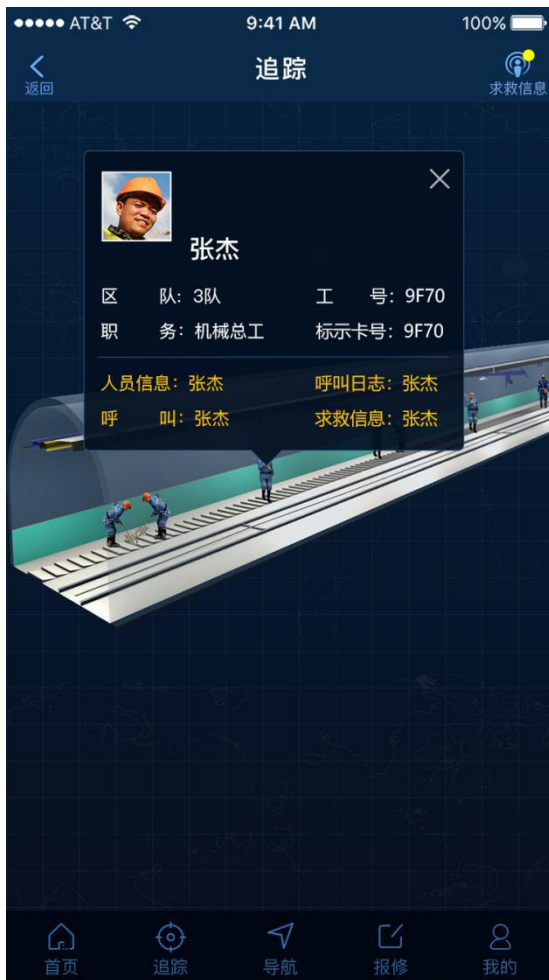 ●●●●● AT&T 9:41 AM 100%
返回 追踪 求救信息
张杰
区 队: 3队 工 号: 9F70
职 务: 机械总工 标示卡号: 9F70
人员信息: 张杰 呼叫日志: 张杰
呼 叫: 张杰 求救信息: 张杰
首页 追踪 导航 报修 我的